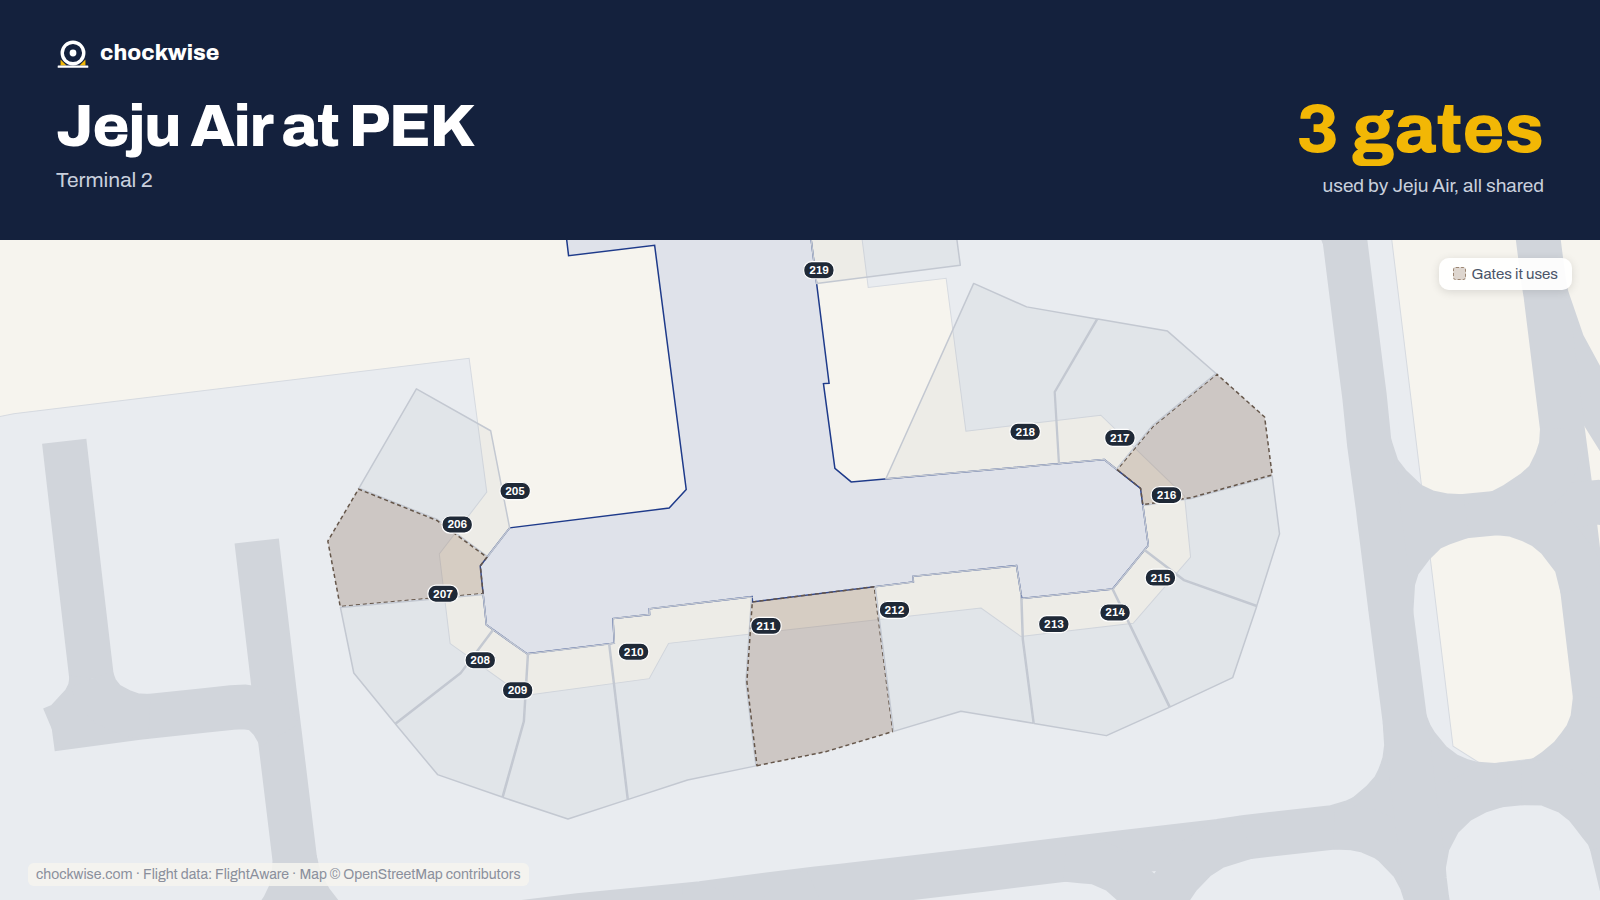 chockwise
Jeju Air at PEK
Terminal 2
3 gates
used by Jeju Air, all shared
Gates it uses
219
218
217
216
205
206
207
215
212
214
213
211
210
208
209
chockwise.com · Flight data: FlightAware · Map © OpenStreetMap contributors